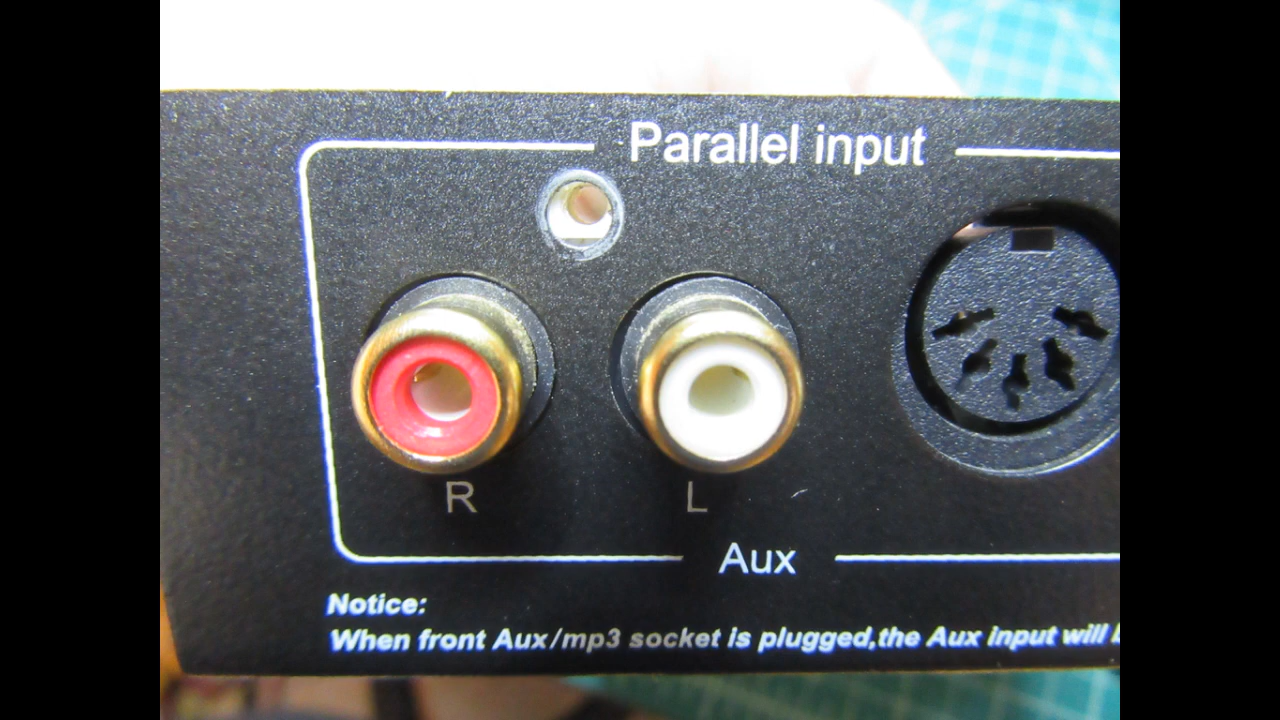 Parallel input
R L
Aux
Notice:
When front Aux/mp3 socket is plugged,the Aux input will